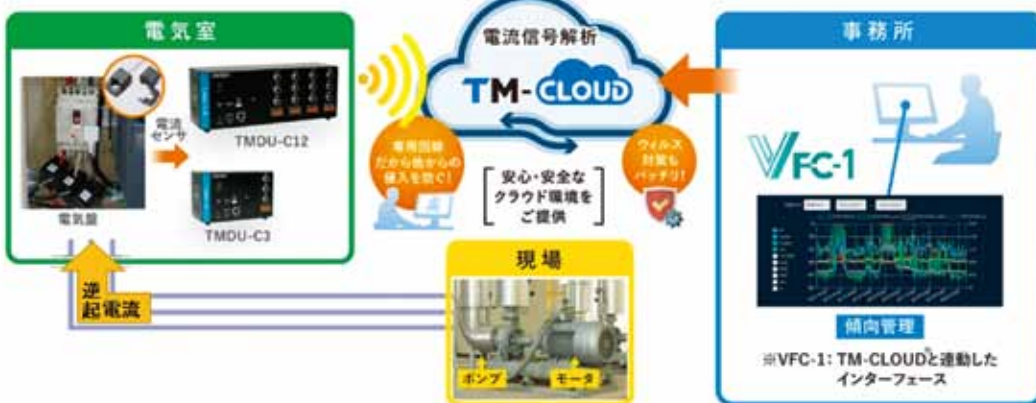 電気室
電流
センサ
TMDU-C12
電気盤
TMDU-C3
逆
起電流
電流信号解析
TM-CLOUD
専用回線
だから他からの
侵入を防ぐ!
安心・安全な
クラウド環境を
ご提供
ウィルス
対策も
バッチリ!
現場
ポンプ
モータ
事務所
VFC-1
傾向管理
※VFC-1: TM-CLOUD®と連動した
インターフェース